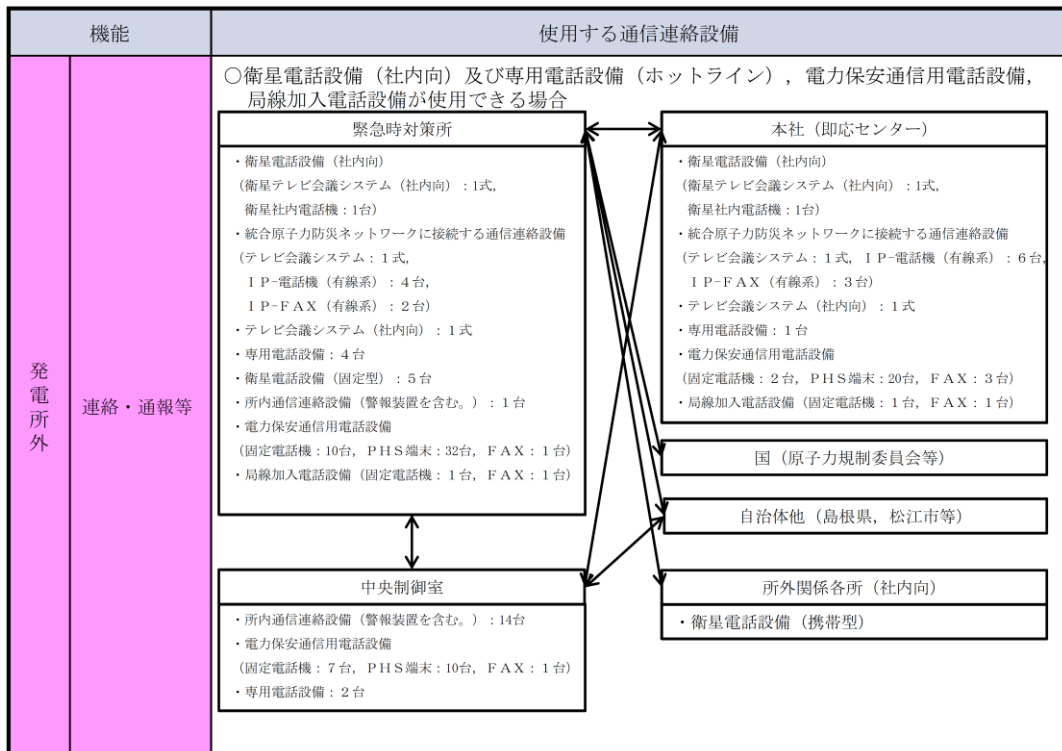 機能
使用する通信連絡設備
発電所外
連絡・通報等
○衛星電話設備（社内向）及び専用電話設備（ホットライン），電力保安通信用電話設備，
局線加入電話設備が使用できる場合
緊急時対策所
・衛星電話設備（社内向）
（衛星テレビ会議システム（社内向）：1式，
衛星社内電話機：1台）
・統合原子力防災ネットワークに接続する通信連絡設備
（テレビ会議システム：１式，
ＩＰ-電話機（有線系）：４台，
ＩＰ-ＦＡＸ（有線系）：２台）
・テレビ会議システム（社内向）：１式
・専用電話設備：４台
・衛星電話設備（固定型）：５台
・所内通信連絡設備（警報装置を含む。）：１台
・電力保安通信用電話設備
（固定電話機：10台，ＰＨＳ端末：32台，ＦＡＸ：１台）
・局線加入電話設備（固定電話機：１台，ＦＡＸ：１台）
本社（即応センター）
・衛星電話設備（社内向）
（衛星テレビ会議システム（社内向）：1式，
衛星社内電話機：1台）
・統合原子力防災ネットワークに接続する通信連絡設備
（テレビ会議システム：１式，ＩＰ-電話機（有線系）：６台，
ＩＰ-ＦＡＸ（有線系）：３台）
・テレビ会議システム（社内向）：１式
・専用電話設備：１台
・電力保安通信用電話設備
（固定電話機：２台，ＰＨＳ端末：20台，ＦＡＸ：３台）
・局線加入電話設備（固定電話機：１台，ＦＡＸ：１台）
国（原子力規制委員会等）
自治体他（島根県，松江市等）
中央制御室
・所内通信連絡設備（警報装置を含む。）：14台
・電力保安通信用電話設備
（固定電話機：７台，ＰＨＳ端末：10台，ＦＡＸ：１台）
・専用電話設備：２台
所外関係各所（社内向）
・衛星電話設備（携帯型）